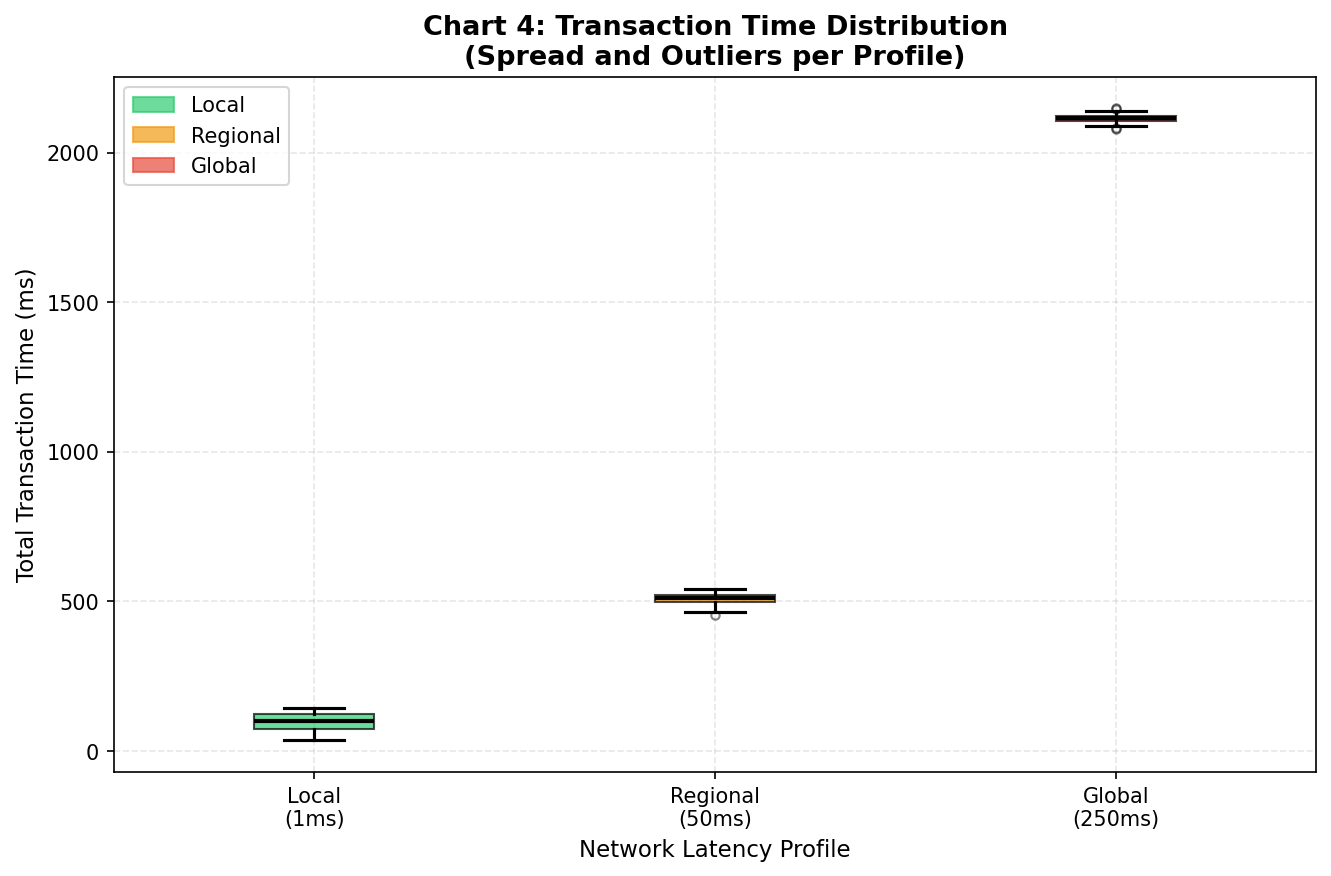 Chart 4: Transaction Time Distribution
(Spread and Outliers per Profile)
Local
Regional
Global
Total Transaction Time (ms)
2000
1500
1000
500
0
Local
(1ms)
Regional
(50ms)
Global
(250ms)
Network Latency Profile